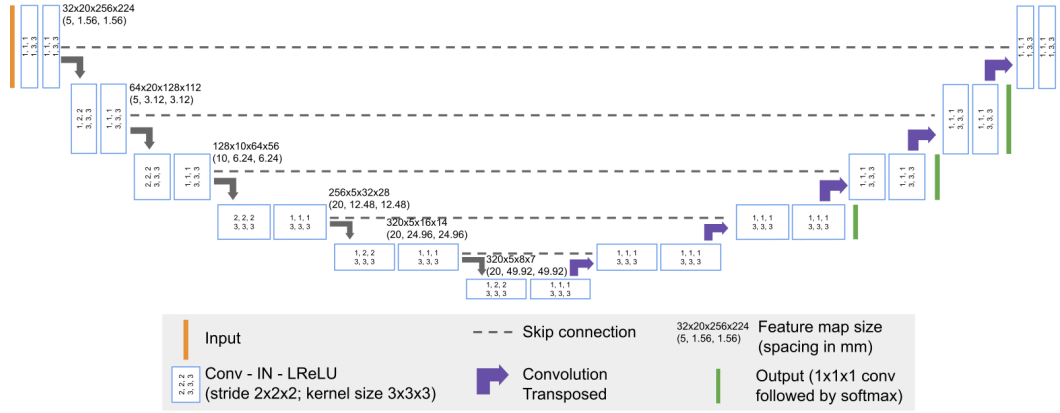 32x20x256x224
(5, 1.56, 1.56)
1, 1, 1
1, 3, 3
1, 1, 1
1, 3, 3
1, 1, 1
1, 3, 3
1, 1, 1
1, 3, 3
64x20x128x112
(5, 3.12, 3.12)
1, 2, 2
3, 3, 3
1, 1, 1
3, 3, 3
1, 1, 1
3, 3, 3
1, 1, 1
3, 3, 3
128x10x64x56
(10, 6.24, 6.24)
2, 2, 2
3, 3, 3
1, 1, 1
3, 3, 3
1, 1, 1
3, 3, 3
1, 1, 1
3, 3, 3
256x5x32x28
(20, 12.48, 12.48)
2, 2, 2
3, 3, 3
1, 1, 1
3, 3, 3
1, 1, 1
3, 3, 3
1, 1, 1
3, 3, 3
320x5x16x14
(20, 24.96, 24.96)
1, 2, 2
3, 3, 3
1, 1, 1
3, 3, 3
1, 1, 1
3, 3, 3
1, 1, 1
3, 3, 3
320x5x8x7
(20, 49.92, 49.92)
1, 2, 2
3, 3, 3
1, 1, 1
3, 3, 3
Input
Skip connection
32x20x256x224
(5, 1.56, 1.56)
Feature map size
(spacing in mm)
2, 2, 2
3, 3, 3
Conv - IN - LReLU
(stride 2x2x2; kernel size 3x3x3)
Convolution
Transposed
Output (1x1x1 conv
followed by softmax)